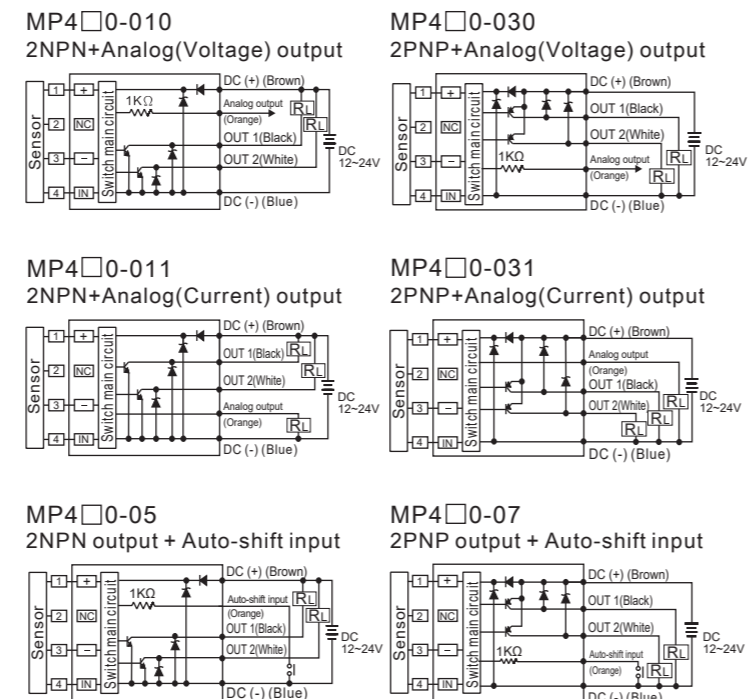 MP4□0-010
2NPN+Analog(Voltage) output
Sensor
1
2
3
4
+
NC
−
IN
Switch main circuit
1KΩ
DC (+) (Brown)
Analog output
(Orange)
OUT 1(Black)
OUT 2(White)
RL
RL
DC
12~24V
DC (-) (Blue)
MP4□0-030
2PNP+Analog(Voltage) output
Sensor
1
2
3
4
+
NC
−
IN
Switch main circuit
DC (+) (Brown)
OUT 1(Black)
OUT 2(White)
1KΩ
Analog output
(Orange)
RL
RL
DC
12~24V
DC (-) (Blue)
MP4□0-011
2NPN+Analog(Current) output
Sensor
1
2
3
4
+
NC
−
IN
Switch main circuit
DC (+) (Brown)
OUT 1(Black)
OUT 2(White)
Analog output
(Orange)
RL
RL
RL
DC
12~24V
DC (-) (Blue)
MP4□0-031
2PNP+Analog(Current) output
Sensor
1
2
3
4
+
NC
−
IN
Switch main circuit
DC (+) (Brown)
Analog output
(Orange)
OUT 1(Black)
OUT 2(White)
RL
RL
RL
DC
12~24V
DC (-) (Blue)
MP4□0-05
2NPN output + Auto-shift input
Sensor
1
2
3
4
+
NC
−
IN
Switch main circuit
1KΩ
DC (+) (Brown)
Auto-shift input
(Orange)
OUT 1(Black)
OUT 2(White)
RL
RL
DC
12~24V
DC (-) (Blue)
MP4□0-07
2PNP output + Auto-shift input
Sensor
1
2
3
4
+
NC
−
IN
Switch main circuit
DC (+) (Brown)
OUT 1(Black)
OUT 2(White)
1KΩ
Auto-shift input
(Orange)
RL
RL
DC
12~24V
DC (-) (Blue)